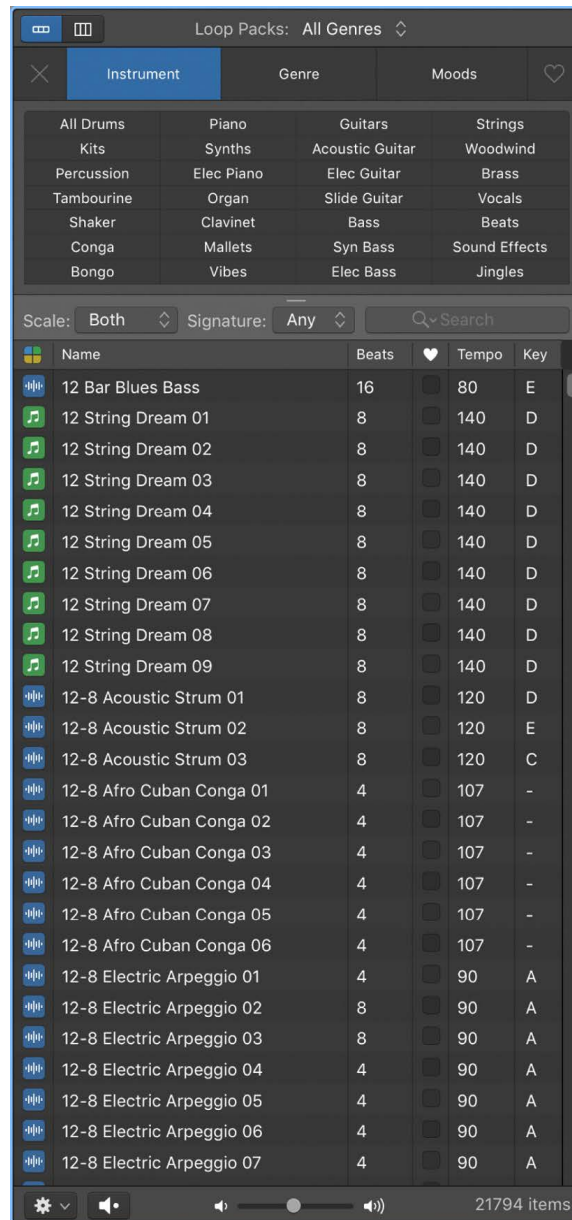 Loop Packs: All Genres
Instrument Genre Moods
All Drums Piano Guitars Strings
Kits Synths Acoustic Guitar Woodwind
Percussion Elec Piano Elec Guitar Brass
Tambourine Organ Slide Guitar Vocals
Shaker Clavinet Bass Beats
Conga Mallets Syn Bass Sound Effects
Bongo Vibes Elec Bass Jingles
Scale: Both Signature: Any Search
Name Beats Tempo Key
12 Bar Blues Bass 16 80 E
12 String Dream 01 8 140 D
12 String Dream 02 8 140 D
12 String Dream 03 8 140 D
12 String Dream 04 8 140 D
12 String Dream 05 8 140 D
12 String Dream 06 8 140 D
12 String Dream 07 8 140 D
12 String Dream 08 8 140 D
12 String Dream 09 8 140 D
12-8 Acoustic Strum 01 8 120 D
12-8 Acoustic Strum 02 8 120 E
12-8 Acoustic Strum 03 8 120 C
12-8 Afro Cuban Conga 01 4 107 -
12-8 Afro Cuban Conga 02 4 107 -
12-8 Afro Cuban Conga 03 4 107 -
12-8 Afro Cuban Conga 04 4 107 -
12-8 Afro Cuban Conga 05 4 107 -
12-8 Afro Cuban Conga 06 4 107 -
12-8 Electric Arpeggio 01 4 90 A
12-8 Electric Arpeggio 02 8 90 A
12-8 Electric Arpeggio 03 8 90 A
12-8 Electric Arpeggio 04 4 90 A
12-8 Electric Arpeggio 05 4 90 A
12-8 Electric Arpeggio 06 4 90 A
12-8 Electric Arpeggio 07 4 90 A
21794 items